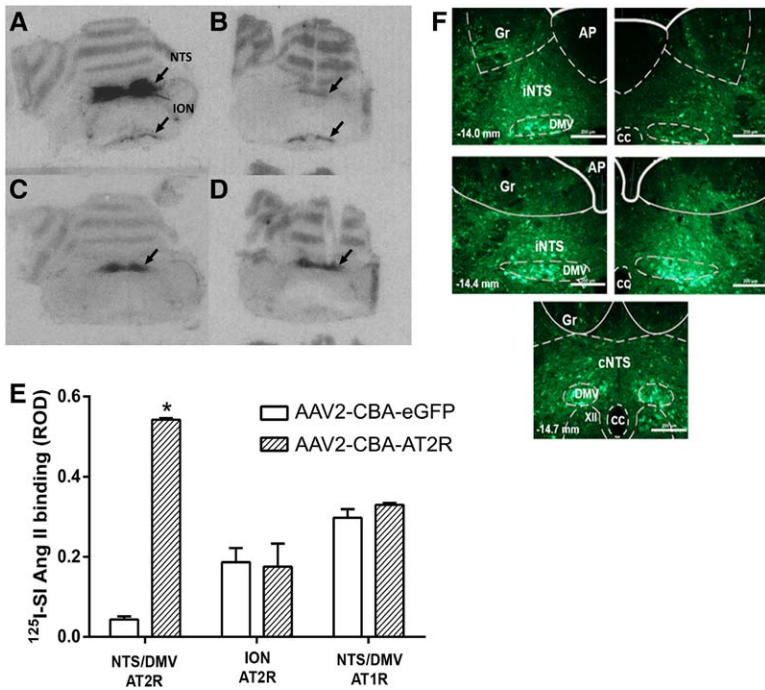 A
NTS
ION
B
C
D
E
¹²⁵I-SI Ang II binding (ROD)
0.6
0.4
0.2
0.0
*
AAV2-CBA-eGFP
AAV2-CBA-AT2R
NTS/DMV
AT2R
ION
AT2R
NTS/DMV
AT1R
F
Gr
AP
iNTS
DMV
-14.0 mm
CC
AP
Gr
iNTS
DMV
-14.4 mm
CC
Gr
cNTS
DMV
XII
CC
-14.7 mm